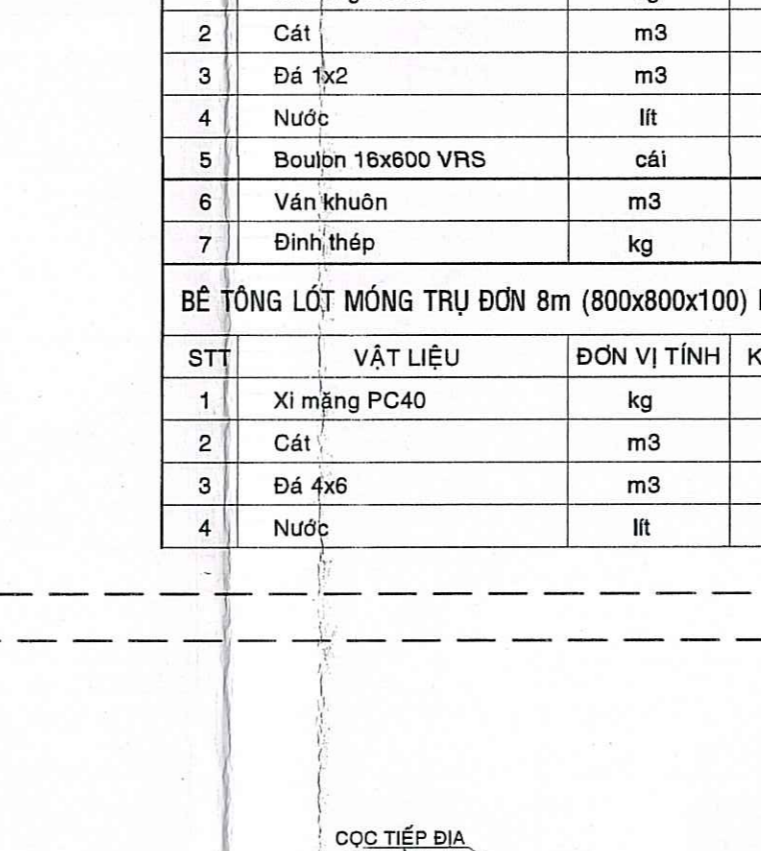 2 Cát m3
3 Đá 1x2 m3
4 Nước lít
5 Boulon 16x600 VRS cái
6 Ván khuôn m3
7 Đinh thép kg
BÊ TÔNG LÓT MÓNG TRỤ ĐƠN 8m (800x800x100)
STT VẬT LIỆU ĐƠN VỊ TÍNH K
1 Xi măng PC40 kg
2 Cát m3
3 Đá 4x6 m3
4 Nước lít
CỌC TIẾP ĐỊA